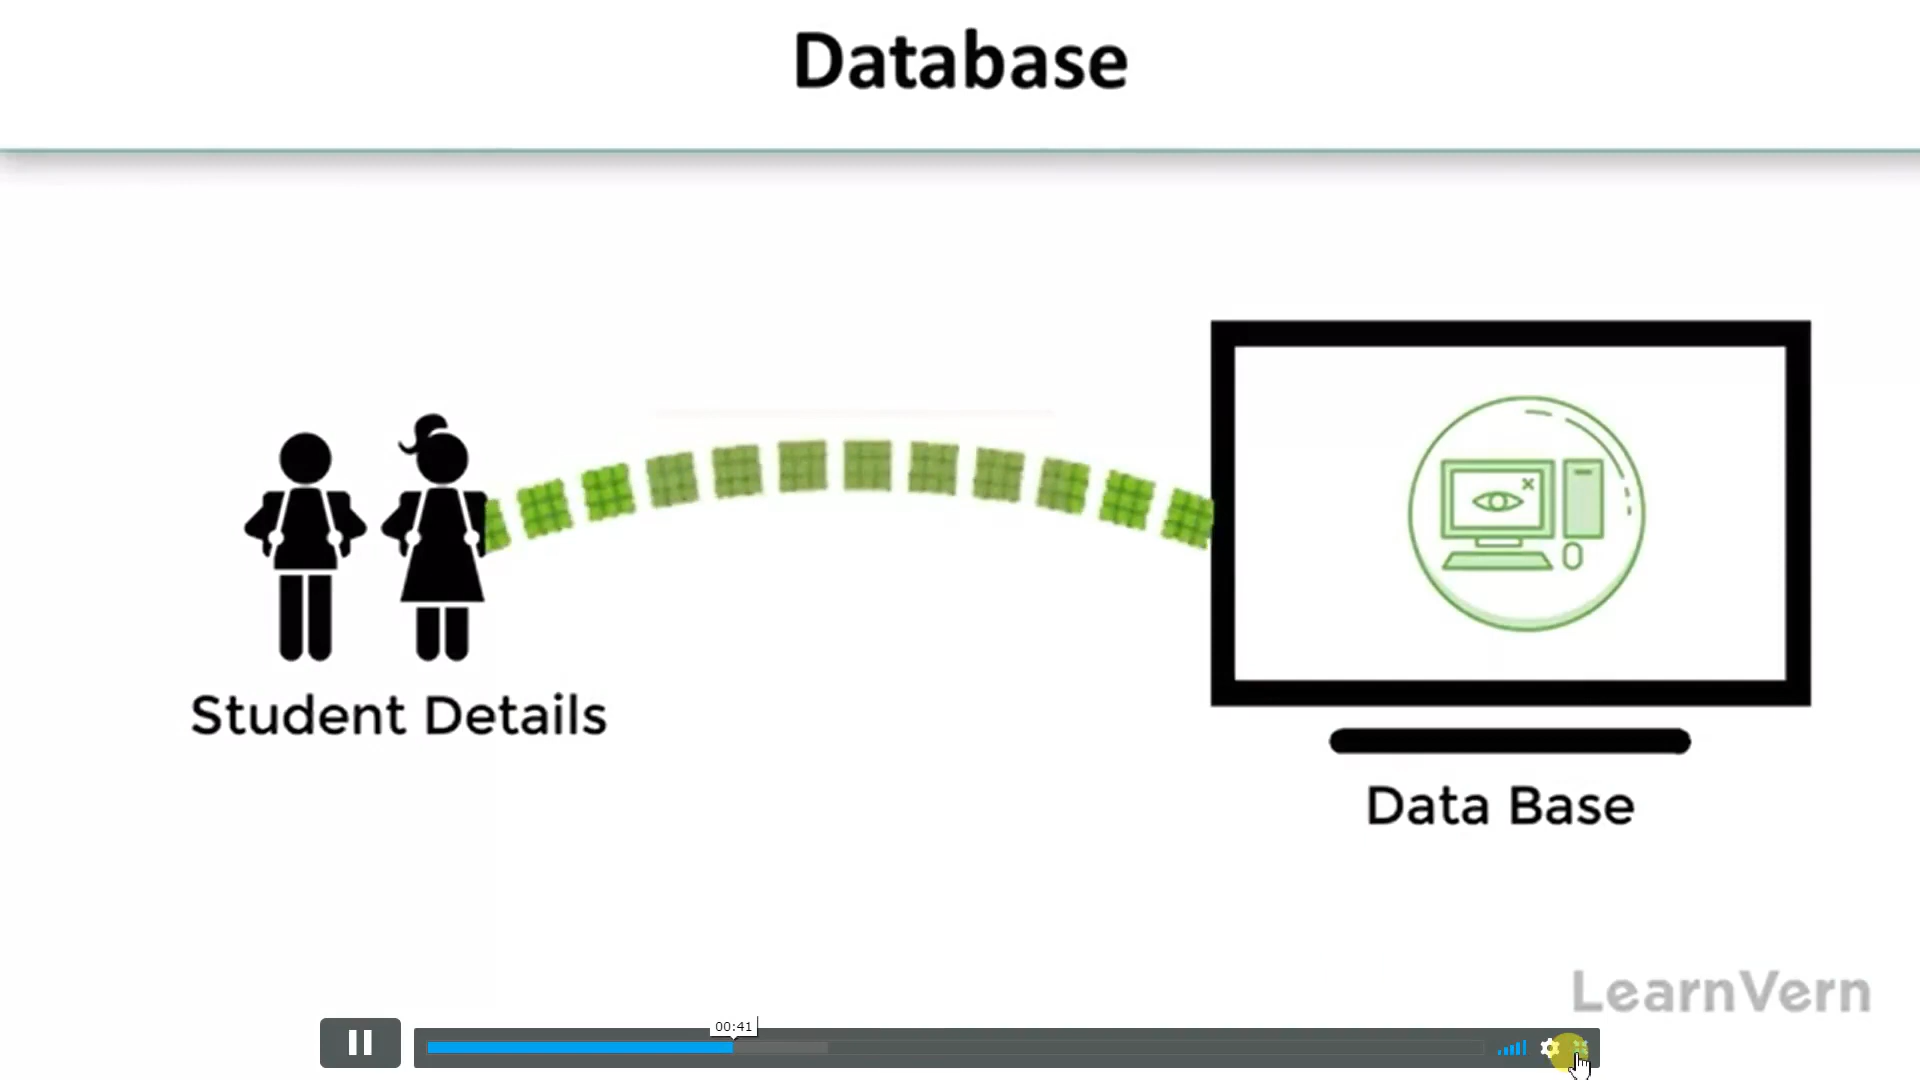 Database
Student Details
Data Base
LearnVern
00:41